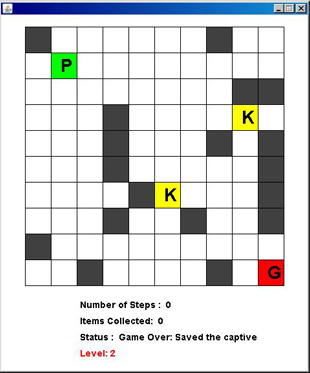 P
K
K
G
Number of Steps : 0
Items Collected: 0
Status : Game Over: Saved the captive
Level: 2